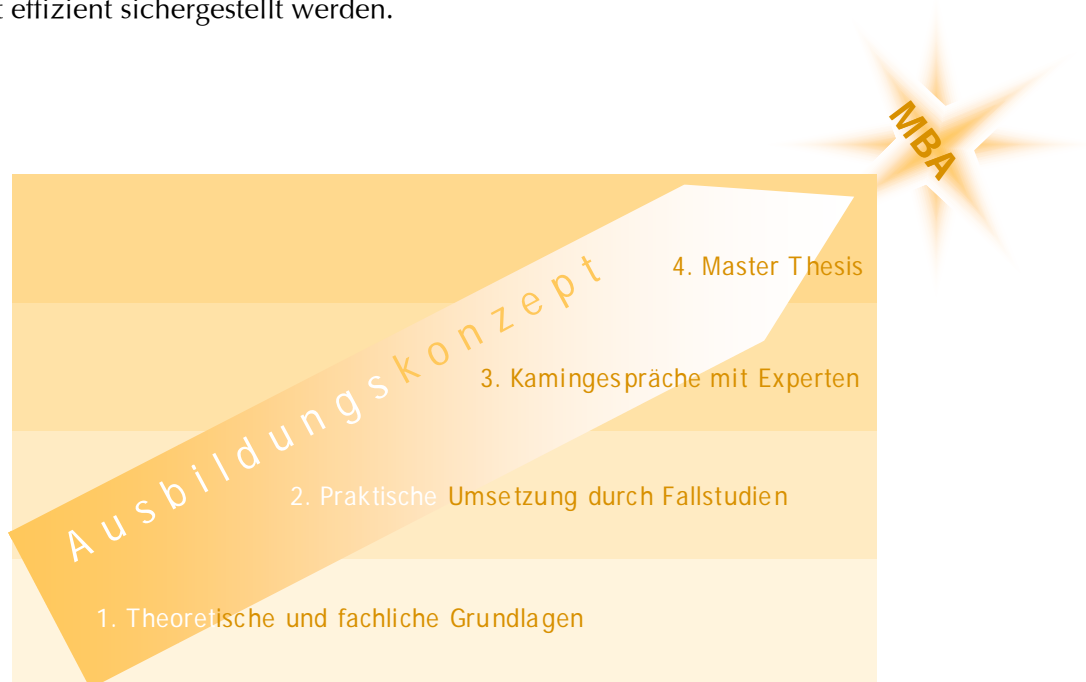 effizient sichergestellt werden.
MBA
4. Master Thesis
Ausbildungskonzept
3. Kamingespräche mit Experten
2. Praktische Umsetzung durch Fallstudien
1. Theoretische und fachliche Grundlagen